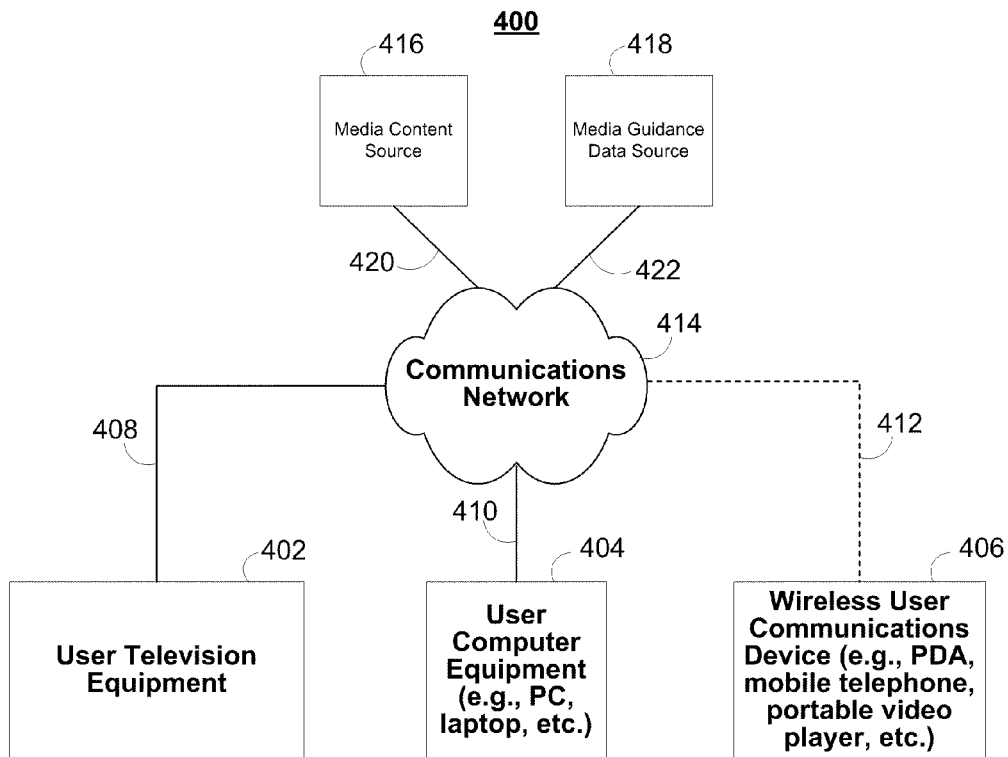 400
416
418
Media Content
Source
Media Guidance
Data Source
420
422
414
Communications
Network
408
412
410
402
404
406
User Television
Equipment
User
Computer
Equipment
(e.g., PC,
laptop, etc.)
Wireless User
Communications
Device (e.g., PDA,
mobile telephone,
portable video
player, etc.)